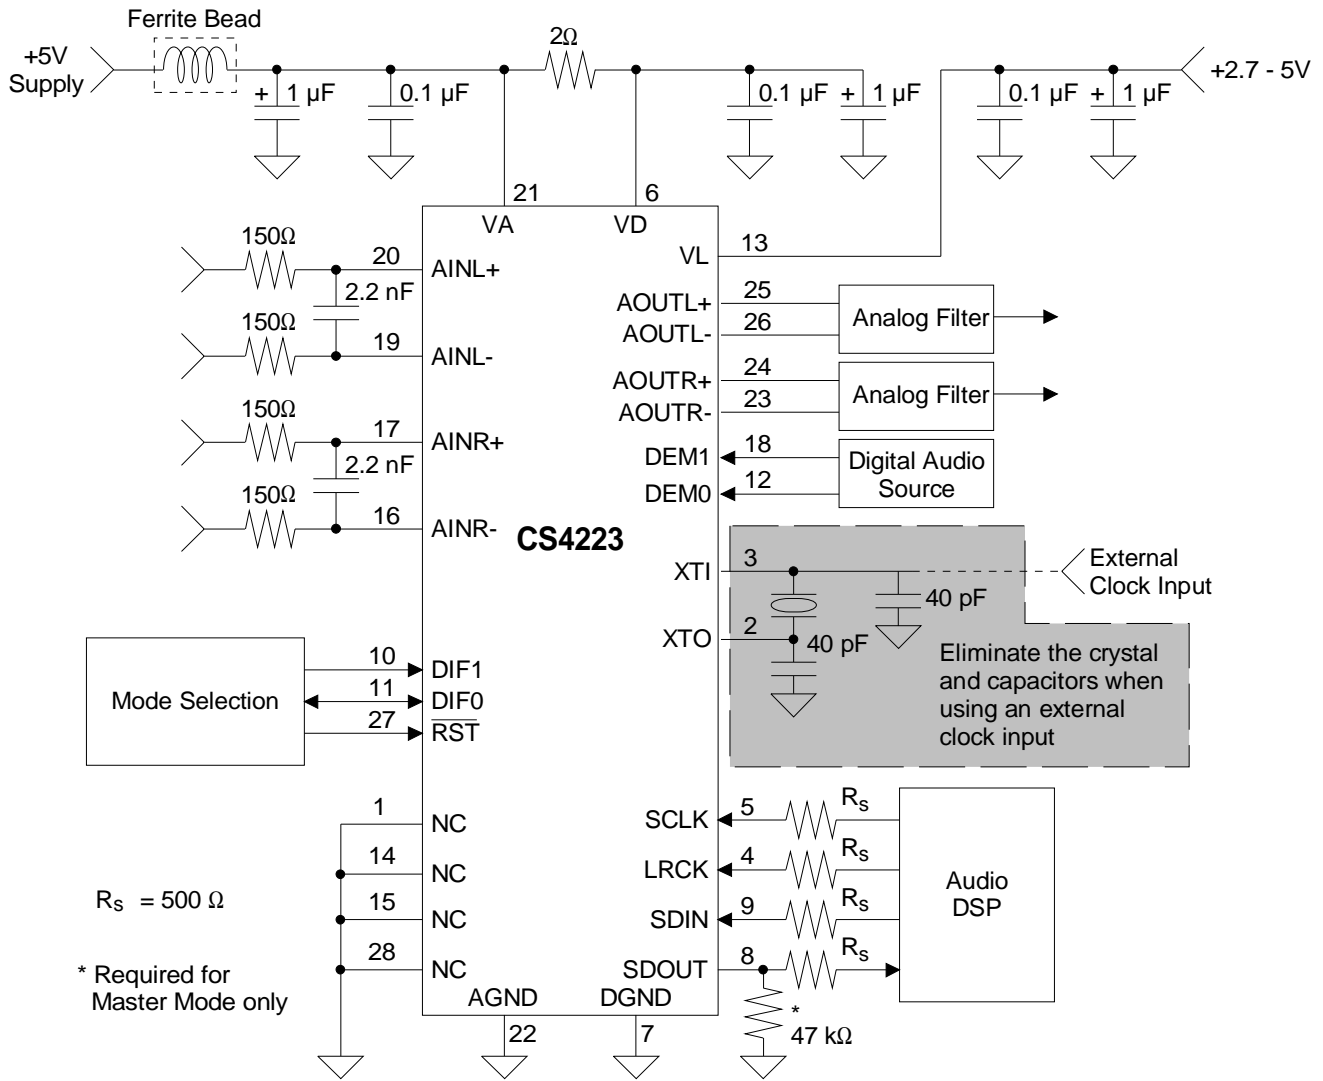 Ferrite Bead
+5V
Supply
2Ω
+2.7 - 5V
+ 1 µF
0.1 µF
0.1 µF
+ 1 µF
0.1 µF
+ 1 µF
21
6
VA
VD
150Ω
20
AINL+
2.2 nF
150Ω
19
AINL-
150Ω
17
AINR+
2.2 nF
150Ω
16
AINR-
CS4223
VL
13
AOUTL+
25
AOUTL-
26
Analog Filter
AOUTR+
24
AOUTR-
23
Analog Filter
DEM1
18
DEM0
12
Digital Audio
Source
XTI
3
External
Clock Input
40 pF
XTO
2
40 pF
Eliminate the crystal
and capacitors when
using an external
clock input
Mode Selection
10
DIF1
11
DIF0
27
RST
1
NC
14
NC
15
NC
28
NC
SCLK
5
Rs
LRCK
4
Rs
SDIN
9
Rs
SDOUT
8
Rs
Audio
DSP
Rs = 500 Ω
* Required for
Master Mode only
AGND
DGND
22
7
*
47 kΩ